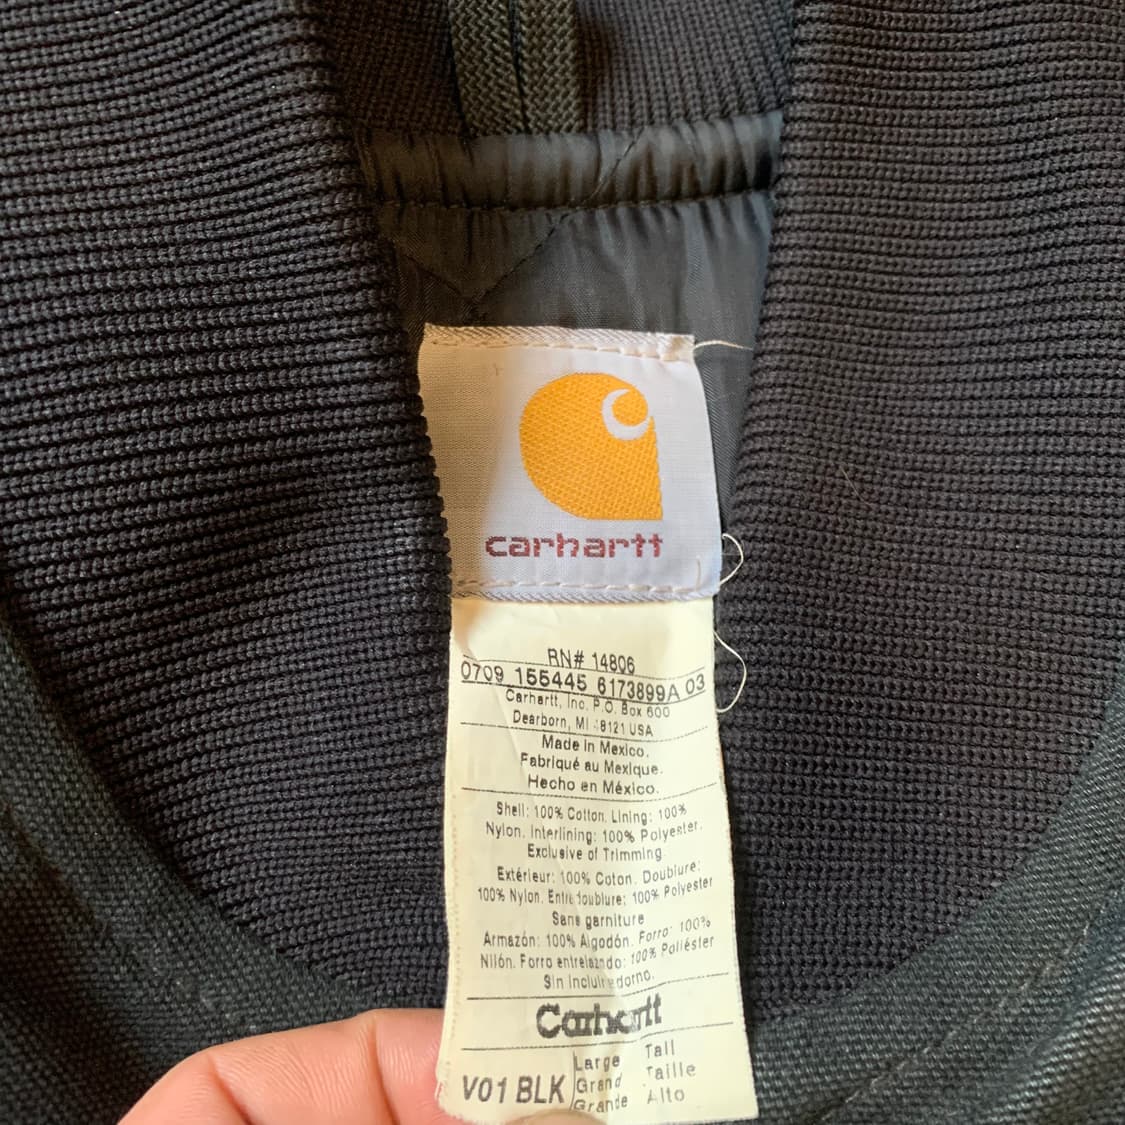 carhartt
RN# 14806
0709 155445 6173899A 03
Carhartt, Inc. P.O. Box 600
Dearborn, MI 48121 USA
Made in Mexico.
Fabriqué au Mexique.
Hecho en México.
Shell: 100% Cotton. Lining: 100%
Nylon. Interlining: 100% Polyester.
Exclusive of Trimming.
Extérieur: 100% Coton. Doublure:
100% Nylon. Entredoublure: 100% Polyester
Sans garniture
Armazón: 100% Algodón. Forro: 100%
Nilón. Forro entrelazado: 100% Poliéster
Sin incluir adorno.
Carhartt
V01 BLK Large Tall
Grand Taille
Grande Alto